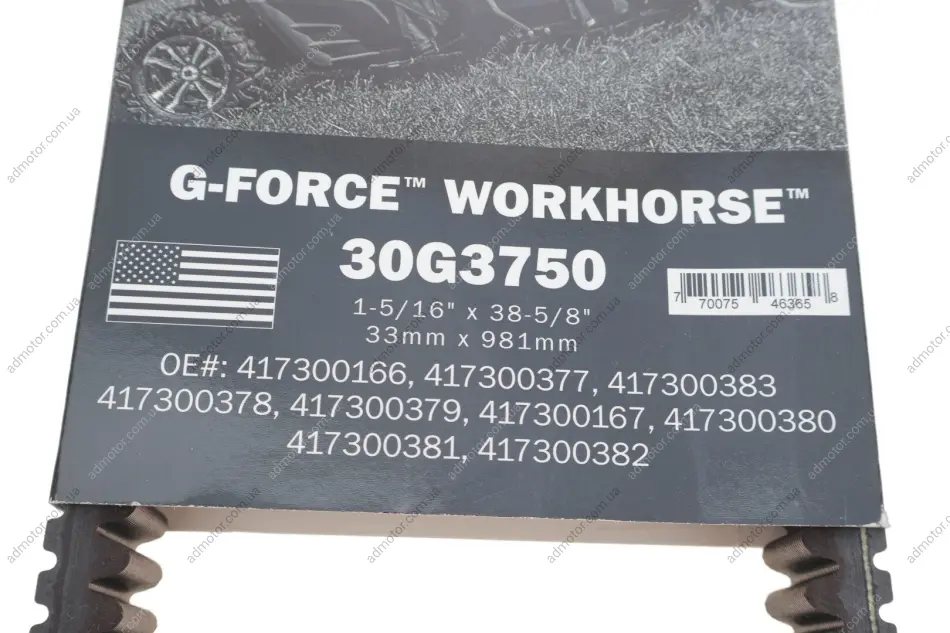 G-FORCE™ WORKHORSE™
30G3750
1-5/16" x 38-5/8"
33mm x 981mm
7 70075 46365 8
OE#: 417300166, 417300377, 417300383
417300378, 417300379, 417300167, 417300380
417300381, 417300382
admotor.com.ua